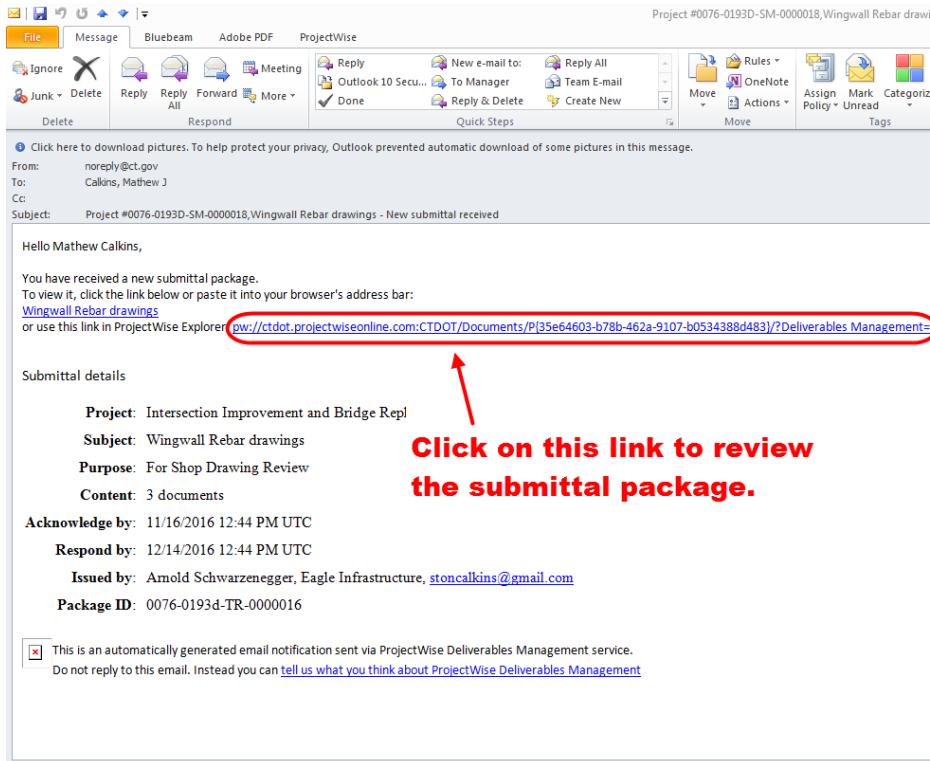 Project #0076-0193D-SM-0000018,Wingwall Rebar drawi
File Message Bluebeam Adobe PDF ProjectWise
Ignore
Junk
Delete
Reply
Reply All
Forward
Meeting
More
Reply
Outlook 10 Secu...
Done
New e-mail to:
To Manager
Reply & Delete
Reply All
Team E-mail
Create New
Move
Rules
OneNote
Actions
Assign Policy
Mark Unread
Categoriz
Delete Respond Quick Steps Move Tags
Click here to download pictures. To help protect your privacy, Outlook prevented automatic download of some pictures in this message.
From: noreply@ct.gov
To: Calkins, Mathew J
Cc:
Subject: Project #0076-0193D-SM-0000018,Wingwall Rebar drawings - New submittal received
Hello Mathew Calkins,
You have received a new submittal package.
To view it, click the link below or paste it into your browser's address bar:
Wingwall Rebar drawings
or use this link in ProjectWise Explorer pw://ctdot.projectwiseonline.com:CTDOT/Documents/P{35e64603-b78b-462a-9107-b0534388d483}/?Deliverables Management=
Submittal details
Project: Intersection Improvement and Bridge Repl
Subject: Wingwall Rebar drawings
Purpose: For Shop Drawing Review
Content: 3 documents
Acknowledge by: 11/16/2016 12:44 PM UTC
Respond by: 12/14/2016 12:44 PM UTC
Issued by: Arnold Schwarzenegger, Eagle Infrastructure, stoncalkins@gmail.com
Package ID: 0076-0193d-TR-0000016
Click on this link to review
the submittal package.
This is an automatically generated email notification sent via ProjectWise Deliverables Management service.
Do not reply to this email. Instead you can tell us what you think about ProjectWise Deliverables Management